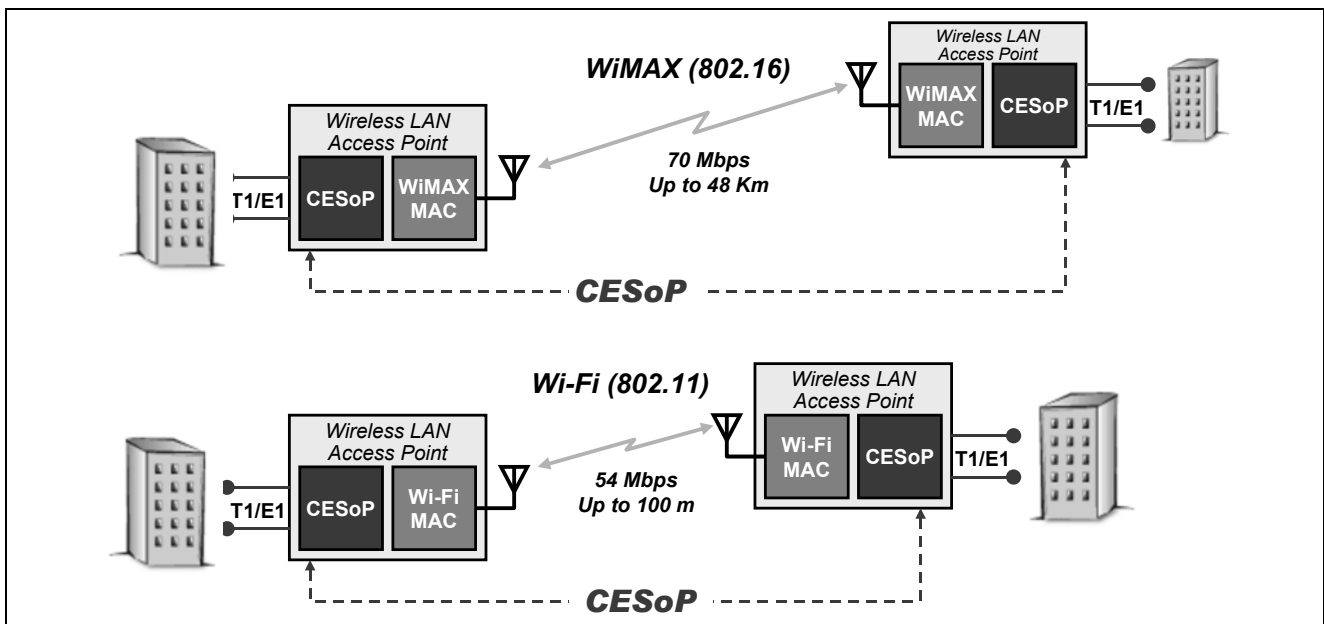 WiMAX (802.16)
Wireless LAN
Access Point
WiMAX
MAC
CESoP
T1/E1
Wireless LAN
Access Point
T1/E1
CESoP
WiMAX
MAC
70 Mbps
Up to 48 Km
CESoP
Wi-Fi (802.11)
Wireless LAN
Access Point
Wi-Fi
MAC
CESoP
T1/E1
Wireless LAN
Access Point
T1/E1
CESoP
Wi-Fi
MAC
54 Mbps
Up to 100 m
CESoP